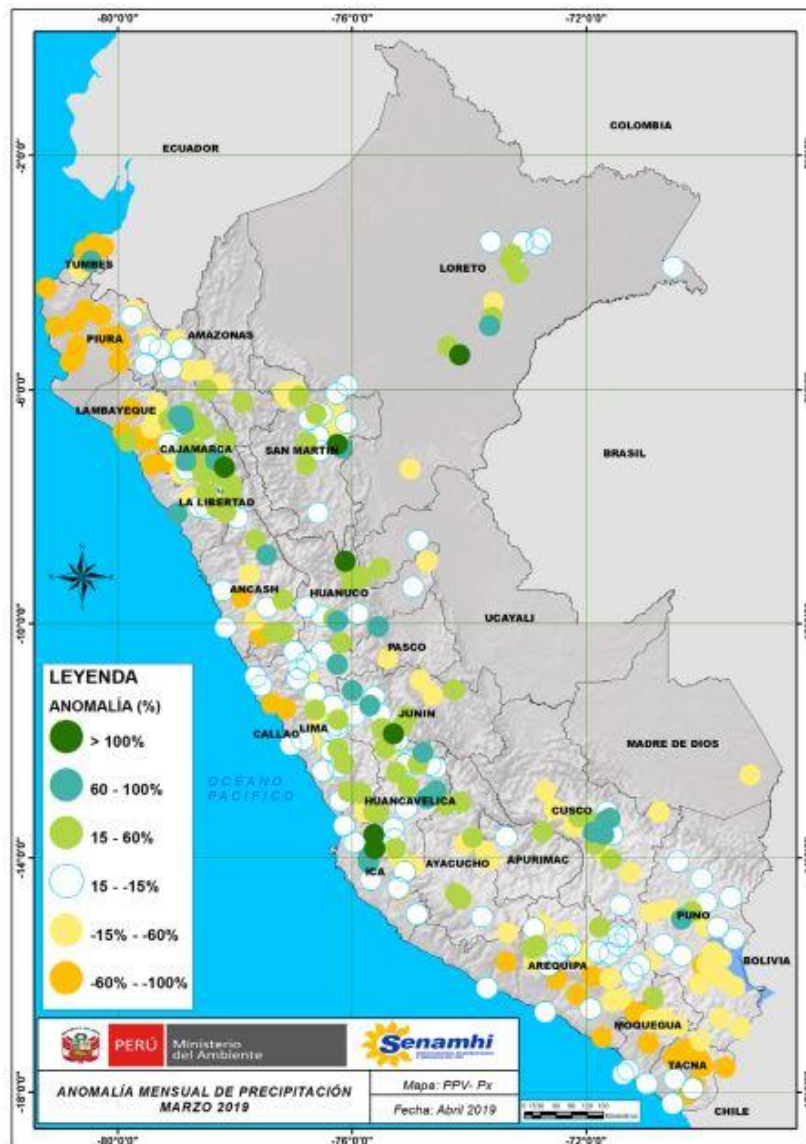 -80°0'0"
-76°0'0"
-72°0'0"
COLOMBIA
ECUADOR
-2°0'0"
TUMBES
LORETO
PIURA
AMAZONAS
-6°0'0"
LAMBAYEQUE
CAJAMARCA
SAN MARTIN
BRASIL
LA LIBERTAD
ANCASH
HUANUCO
UCAYALI
-10°0'0"
PASCO
LEYENDA
ANOMALÍA (%)
> 100%
60 - 100%
15 - 60%
15 - -15%
-15% - -60%
-60% - -100%
JUNIN
LIMA
CALLAO
MADRE DE DIOS
OCÉANO
PACIFICO
HUANCAVELICA
CUSCO
-14°0'0"
AYACUCHO
APURIMAC
ICA
PUNO
BOLIVIA
AREQUIPA
MOQUEGUA
TACNA
PERÚ
Ministerio
del Ambiente
Senamhi
ANOMALÍA MENSUAL DE PRECIPITACIÓN
MARZO 2019
Mapa: PPV- Px
Fecha: Abril 2019
-18°0'0"
CHILE
-80°0'0"
-76°0'0"
-72°0'0"